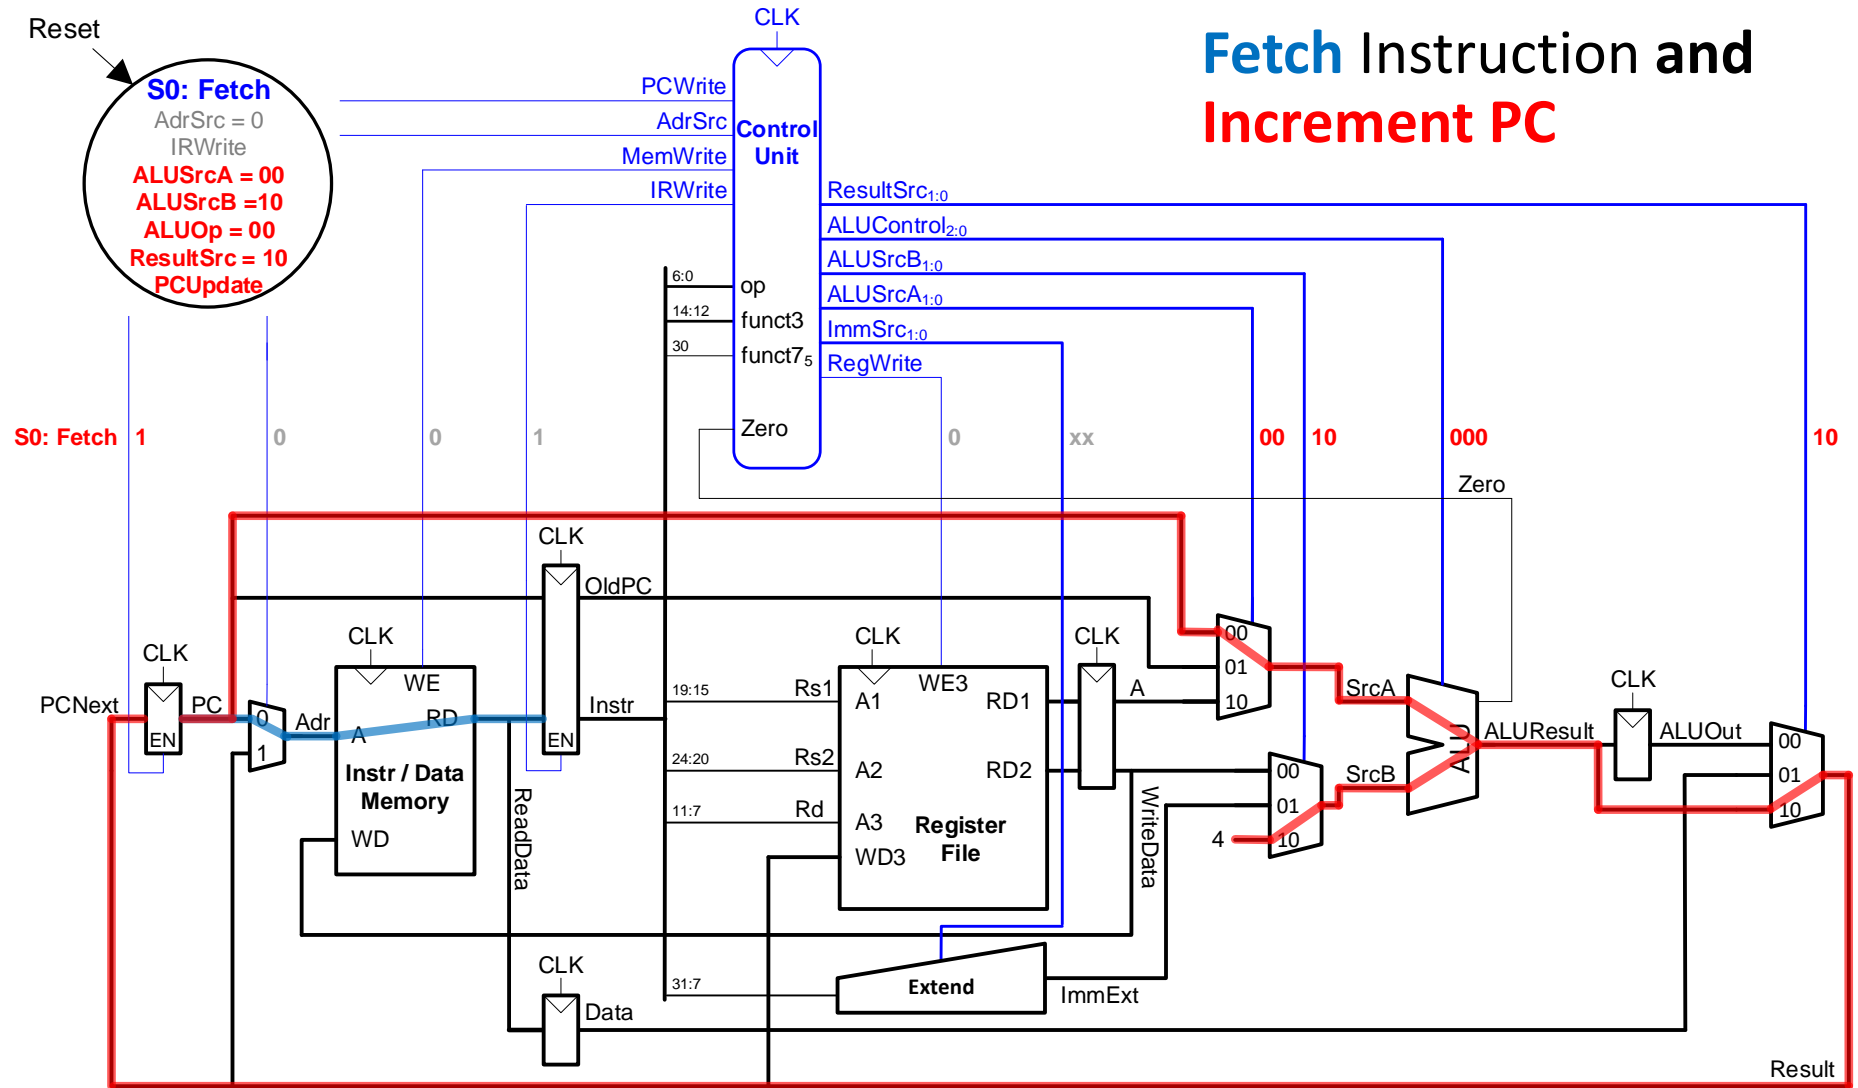 Reset
CLK
Fetch Instruction and
Increment PC
S0: Fetch
AdrSrc = 0
IRWrite
ALUSrcA = 00
ALUSrcB =10
ALUOp = 00
ResultSrc = 10
PCUpdate
PCWrite
AdrSrc
MemWrite
IRWrite
Control
Unit
ResultSrc1:0
ALUControl2:0
ALUSrcB1:0
ALUSrcA1:0
ImmSrc1:0
RegWrite
6:0
op
14:12
funct3
30
funct75
Zero
S0: Fetch 1 0 0 1 0 xx 00 10 000 10
Zero
CLK
OldPC
CLK
CLK
CLK
CLK
CLK
PCNext
PC
EN
0
1
Adr
WE
A
RD
Instr / Data
Memory
WD
ReadData
EN
Instr
19:15
Rs1
24:20
Rs2
11:7
Rd
A1
A2
A3
WD3
WE3
RD1
RD2
Register
File
A
WriteData
00
01
10
SrcA
00
01
10
4
SrcB
ALU
ALUResult
ALUOut
00
01
10
CLK
Data
31:7
Extend
ImmExt
Result